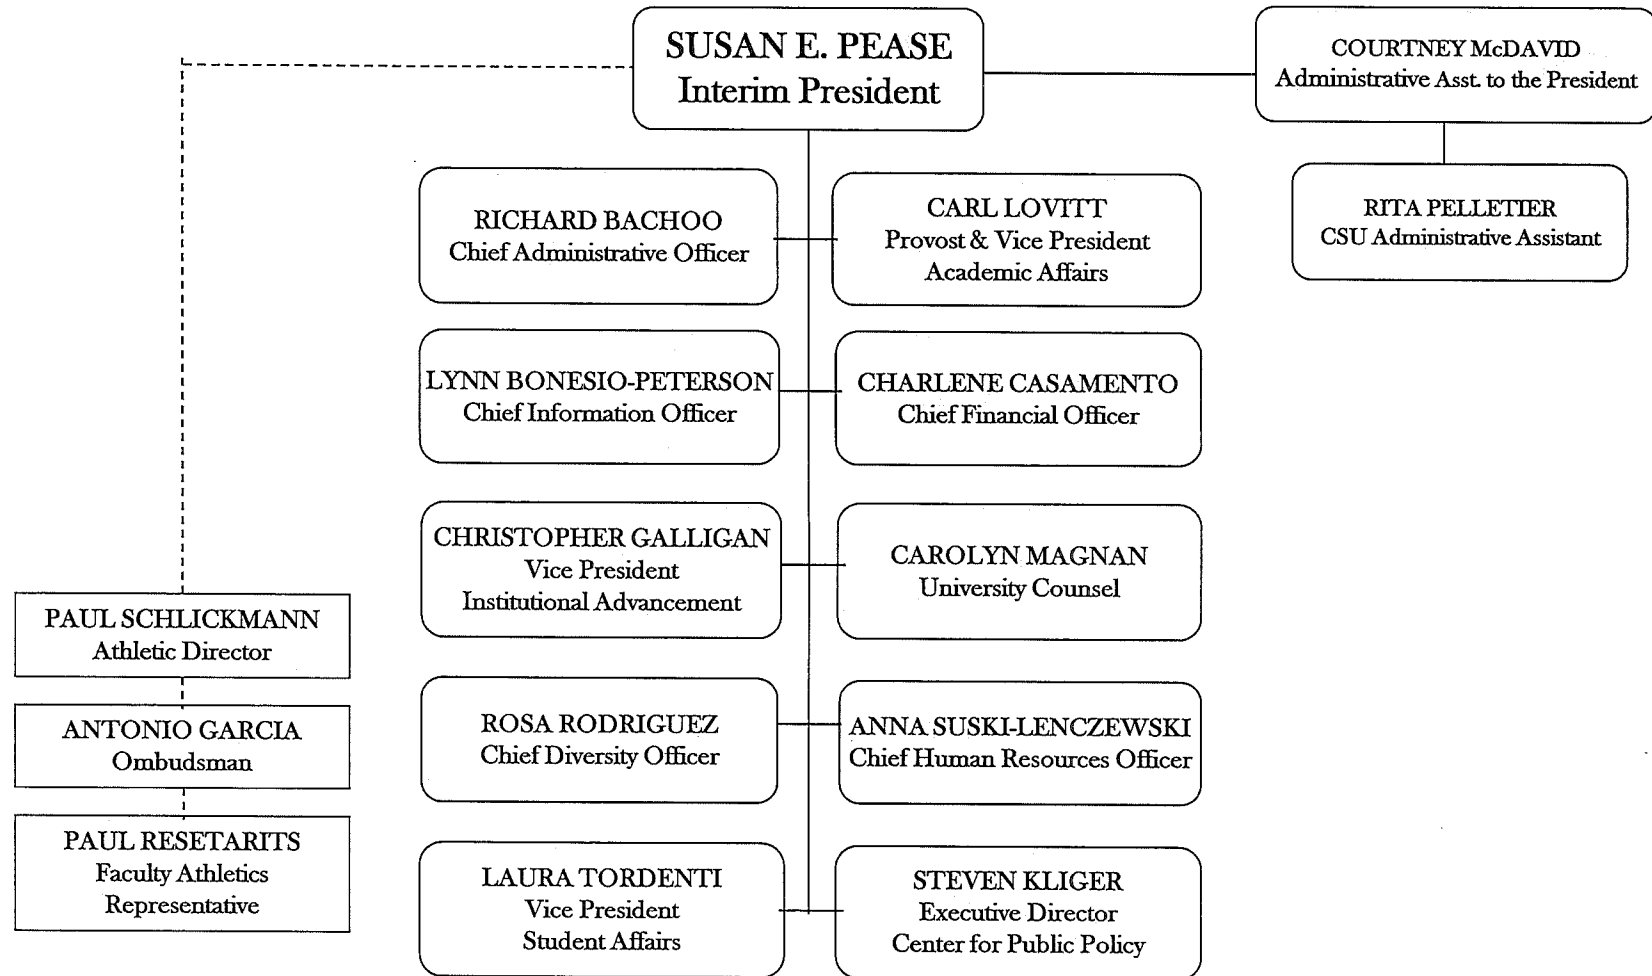 SUSAN E. PEASE
Interim President
COURTNEY McDAVID
Administrative Asst. to the President
RITA PELLETIER
CSU Administrative Assistant
RICHARD BACHOO
Chief Administrative Officer
CARL LOVITT
Provost & Vice President
Academic Affairs
LYNN BONESIO-PETERSON
Chief Information Officer
CHARLENE CASAMENTO
Chief Financial Officer
CHRISTOPHER GALLIGAN
Vice President
Institutional Advancement
CAROLYN MAGNAN
University Counsel
PAUL SCHLICKMANN
Athletic Director
ANTONIO GARCIA
Ombudsman
PAUL RESETARITS
Faculty Athletics
Representative
ROSA RODRIGUEZ
Chief Diversity Officer
ANNA SUSKI-LENCZEWSKI
Chief Human Resources Officer
LAURA TORDENTI
Vice President
Student Affairs
STEVEN KLIGER
Executive Director
Center for Public Policy